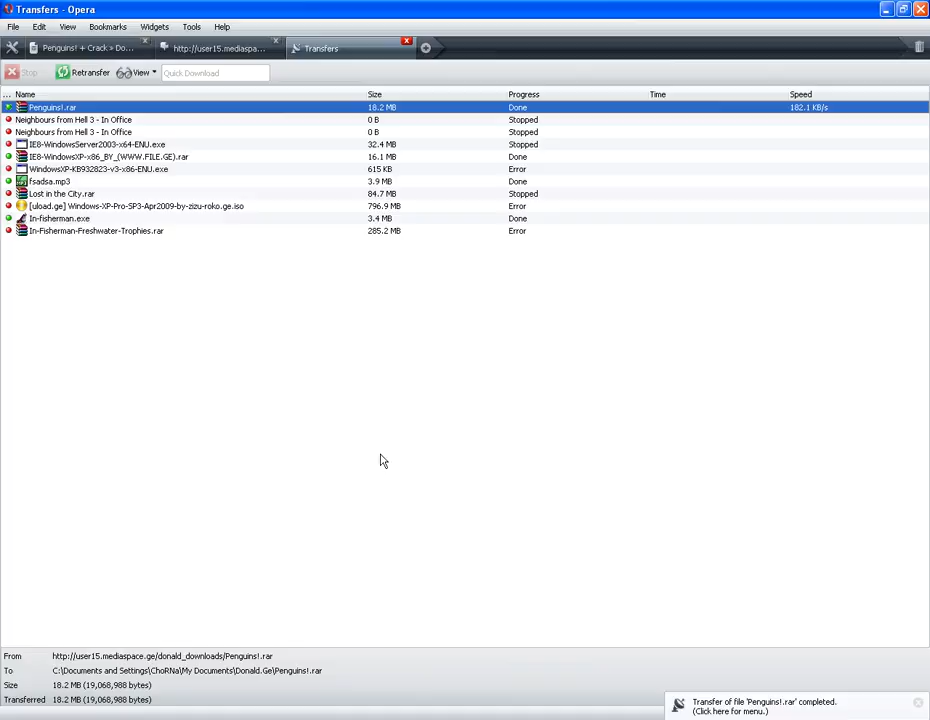 Transfers - Opera
File Edit View Bookmarks Widgets Tools Help
Penguins! + Crack » Do... http://user15.mediaspa... Transfers
Stop Retransfer View Quick Download
... Name Size Progress Time Speed
Penguins!.rar 18.2 MB Done 182.1 KB/s
Neighbours from Hell 3 - In Office 0 B Stopped
Neighbours from Hell 3 - In Office 0 B Stopped
IE8-WindowsServer2003-x64-ENU.exe 32.4 MB Stopped
IE8-WindowsXP-x86_BY_(WWW.FILE.GE).rar 16.1 MB Done
WindowsXP-KB932823-v3-x86-ENU.exe 615 KB Error
fsadsa.mp3 3.9 MB Done
Lost in the City.rar 84.7 MB Stopped
[uload.ge] Windows-XP-Pro-SP3-Apr2009-by-zizu-roko.ge.iso 796.9 MB Error
In-fisherman.exe 3.4 MB Done
In-Fisherman-Freshwater-Trophies.rar 285.2 MB Error
From http://user15.mediaspace.ge/donald_downloads/Penguins!.rar
To C:\Documents and Settings\ChoRNa\My Documents\Donald.Ge\Penguins!.rar
Size 18.2 MB (19,068,988 bytes)
Transferred 18.2 MB (19,068,988 bytes)
Transfer of file 'Penguins!.rar' completed.
(Click here for menu.)